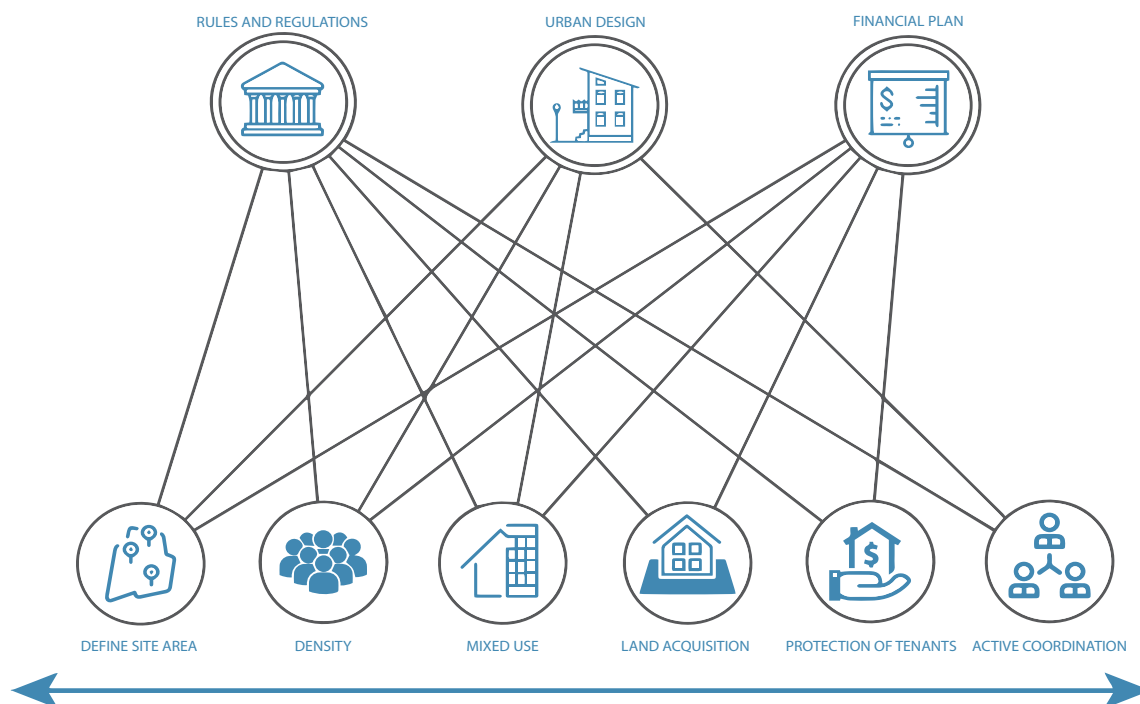 RULES AND REGULATIONS
URBAN DESIGN
FINANCIAL PLAN
$
$
DEFINE SITE AREA
DENSITY
MIXED USE
LAND ACQUISITION
PROTECTION OF TENANTS
ACTIVE COORDINATION